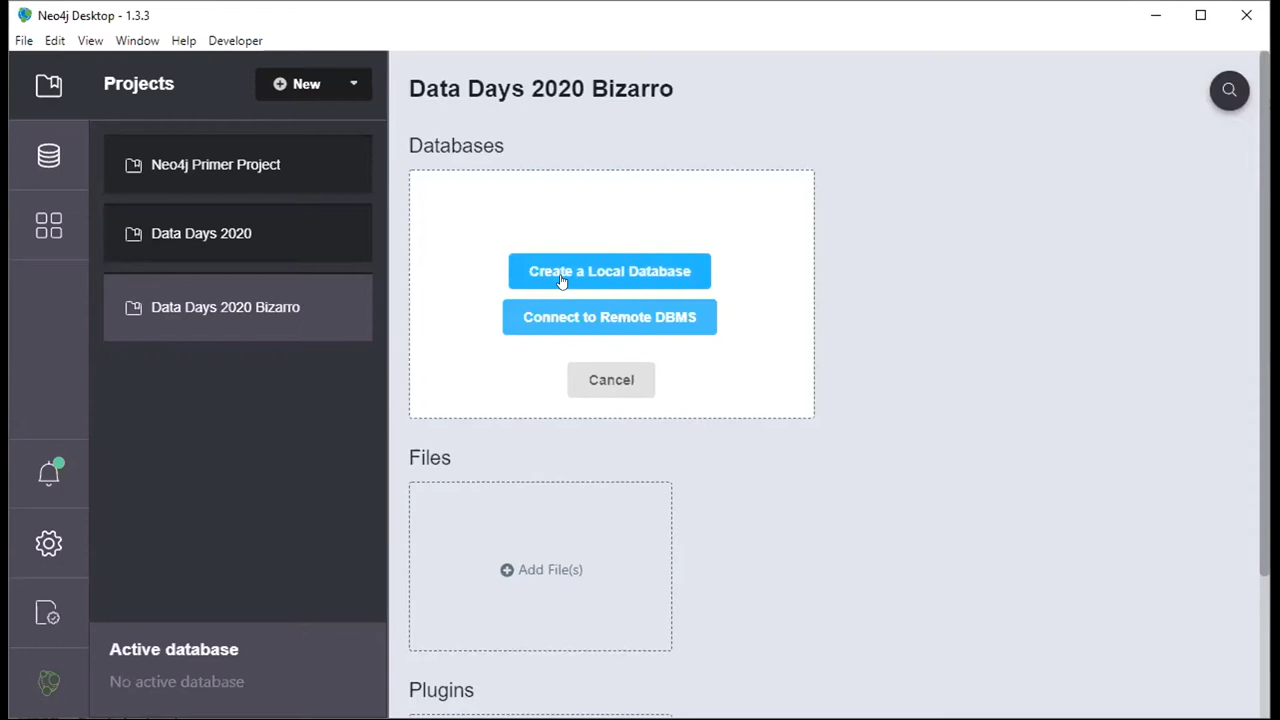 Neo4j Desktop - 1.3.3
File Edit View Window Help Developer
Projects
New
Neo4j Primer Project
Data Days 2020
Data Days 2020 Bizarro
Active database
No active database
Data Days 2020 Bizarro
Databases
Create a Local Database
Connect to Remote DBMS
Cancel
Files
Add File(s)
Plugins